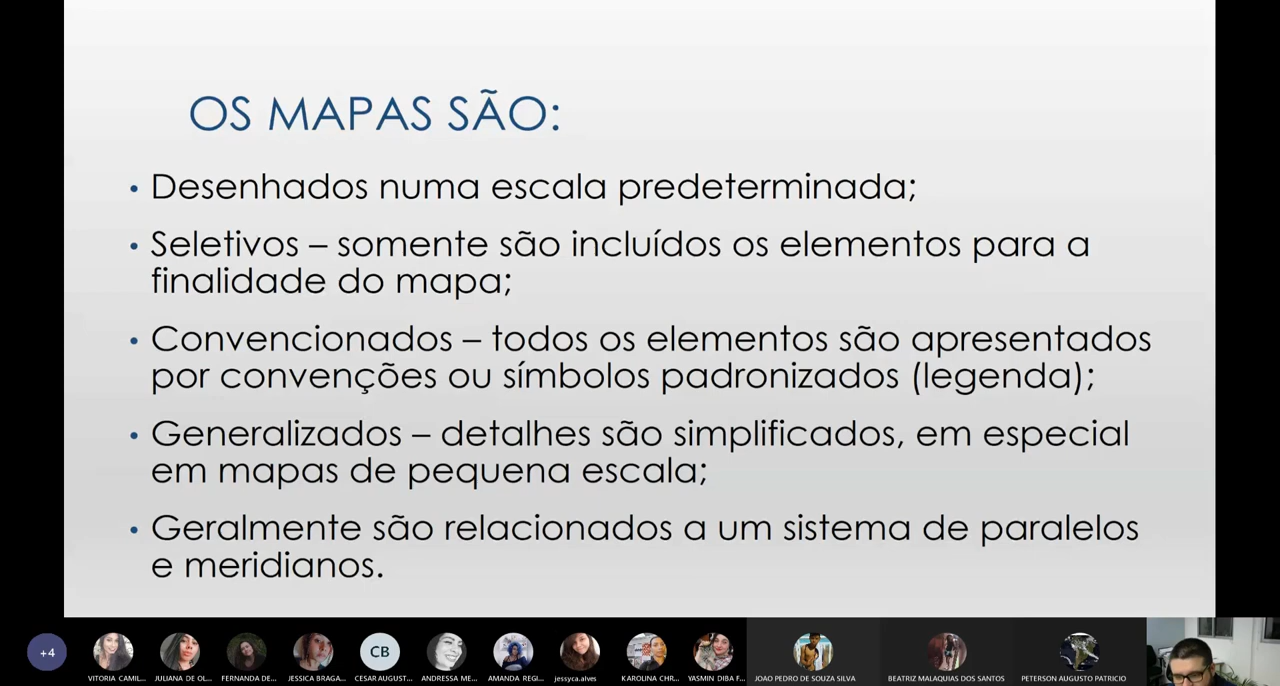 OS MAPAS SÃO:
• Desenhados numa escala predeterminada;
• Seletivos – somente são incluídos os elementos para a
finalidade do mapa;
• Convencionados – todos os elementos são apresentados
por convenções ou símbolos padronizados (legenda);
• Generalizados – detalhes são simplificados, em especial
em mapas de pequena escala;
• Geralmente são relacionados a um sistema de paralelos
e meridianos.
+4
CB
VITORIA CAMIL... JULIANA DE OL... FERNANDA DE... JESSICA BRAGA... CESAR AUGUST... ANDRESSA ME... AMANDA REGI... jessyca.alves KAROLINA CHR... YASMIN DIBA F... JOAO PEDRO DE SOUZA SILVA BEATRIZ MALAQUIAS DOS SANTOS PETERSON AUGUSTO PATRICIO